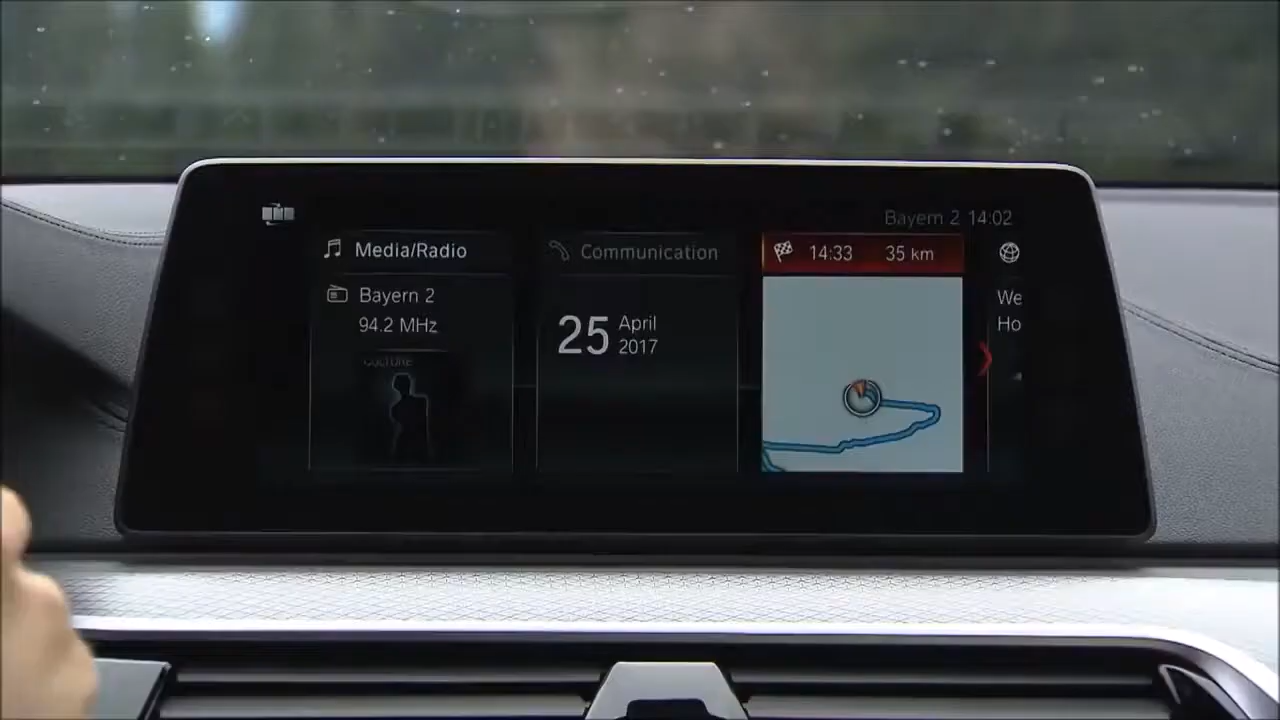 Bayern 2 14:02
Media/Radio
Bayern 2
94.2 MHz
CULTURE
Communication
25 April
2017
14:33 35 km
We
Ho